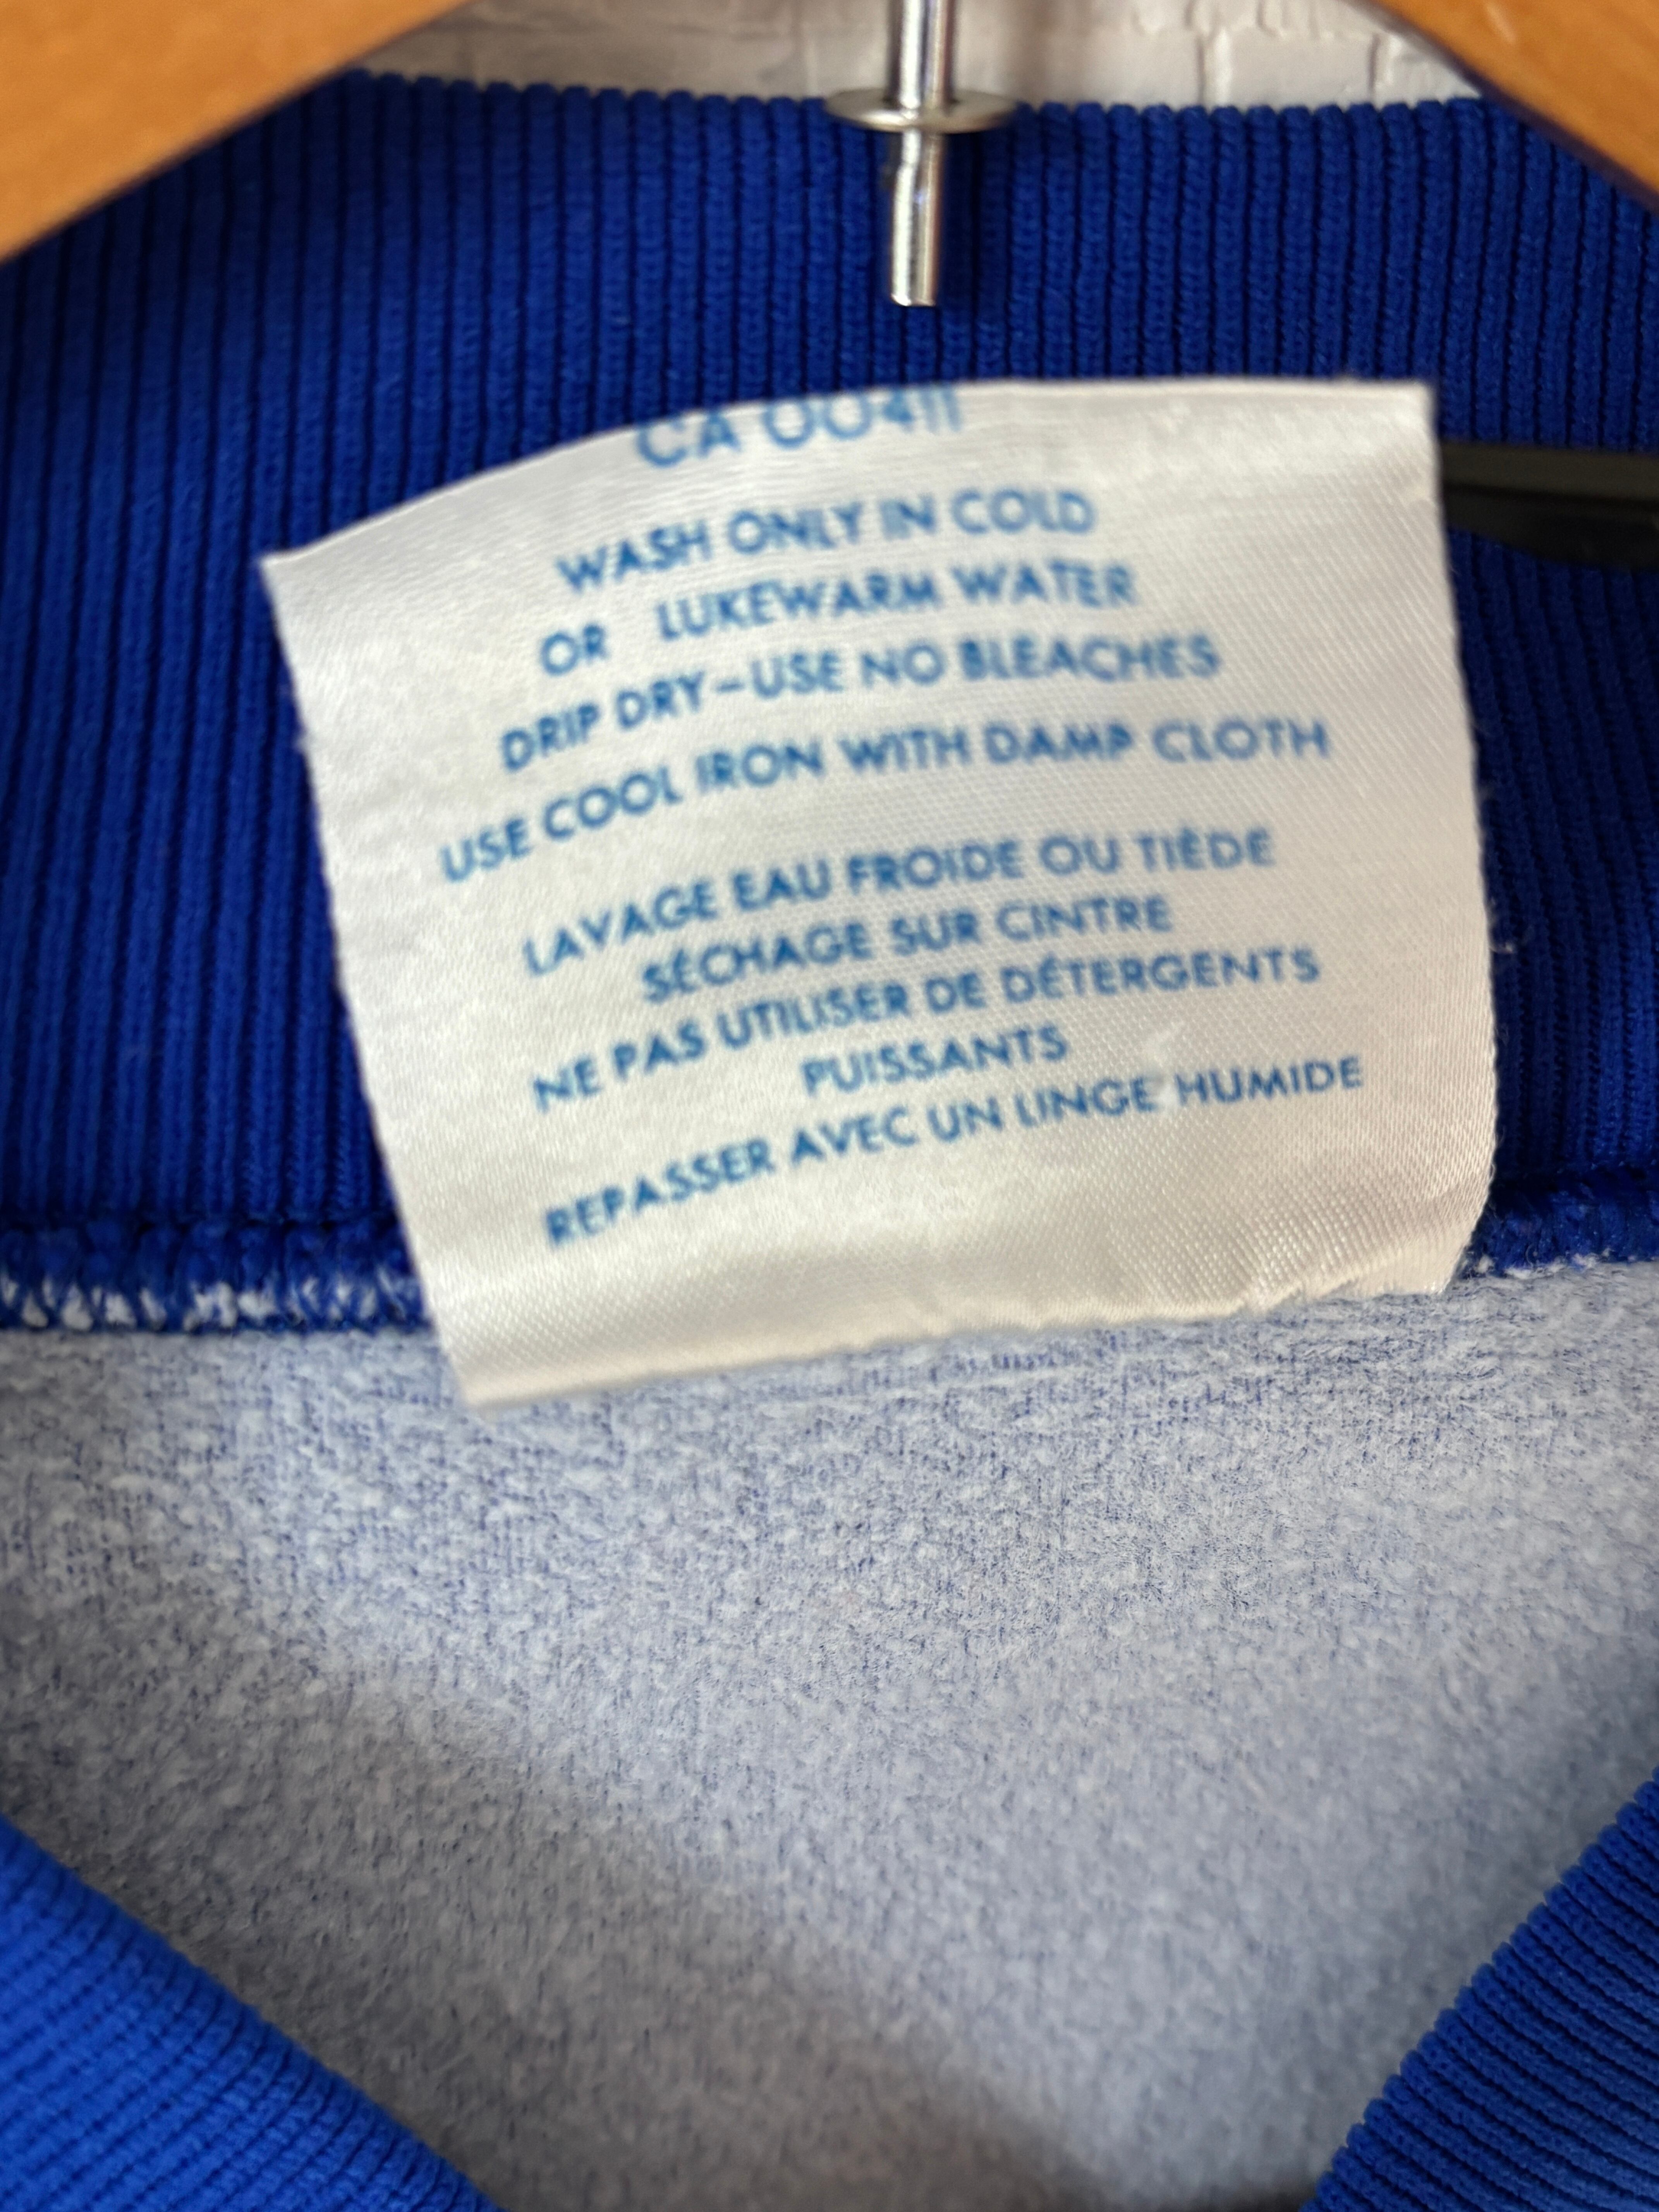 CA 00411
WASH ONLY IN COLD
OR LUKEWARM WATER
DRIP DRY-USE NO BLEACHES
USE COOL IRON WITH DAMP CLOTH
LAVAGE EAU FROIDE OU TIÈDE
SÉCHAGE SUR CINTRE
NE PAS UTILISER DE DÉTERGENTS
PUISSANTS
REPASSER AVEC UN LINGE HUMIDE